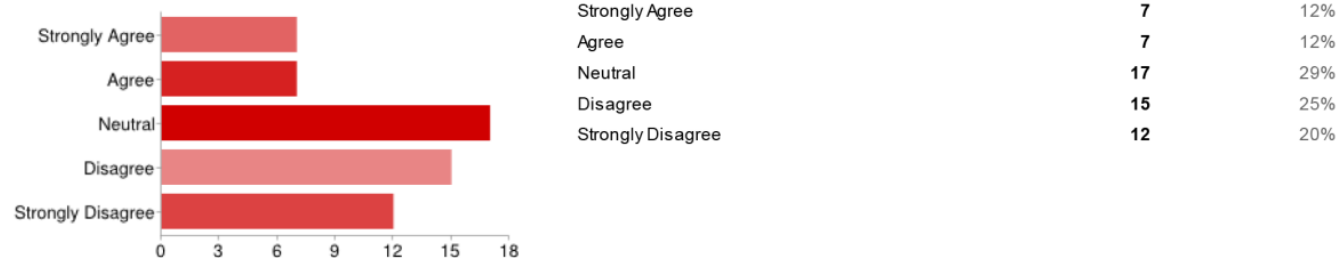 Strongly Agree
Agree
Neutral
Disagree
Strongly Disagree
0 3 6 9 12 15 18
Strongly Agree 7 12%
Agree 7 12%
Neutral 17 29%
Disagree 15 25%
Strongly Disagree 12 20%